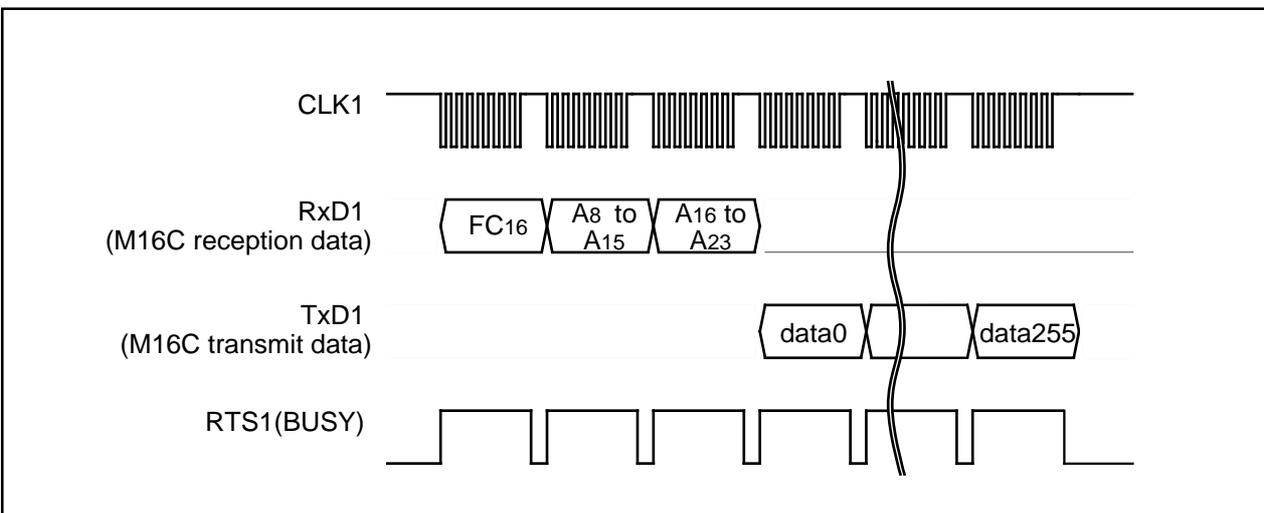 CLK1
RxD1
(M16C reception data)
FC16
A8 to
A15
A16 to
A23
TxD1
(M16C transmit data)
data0
data255
RTS1(BUSY)